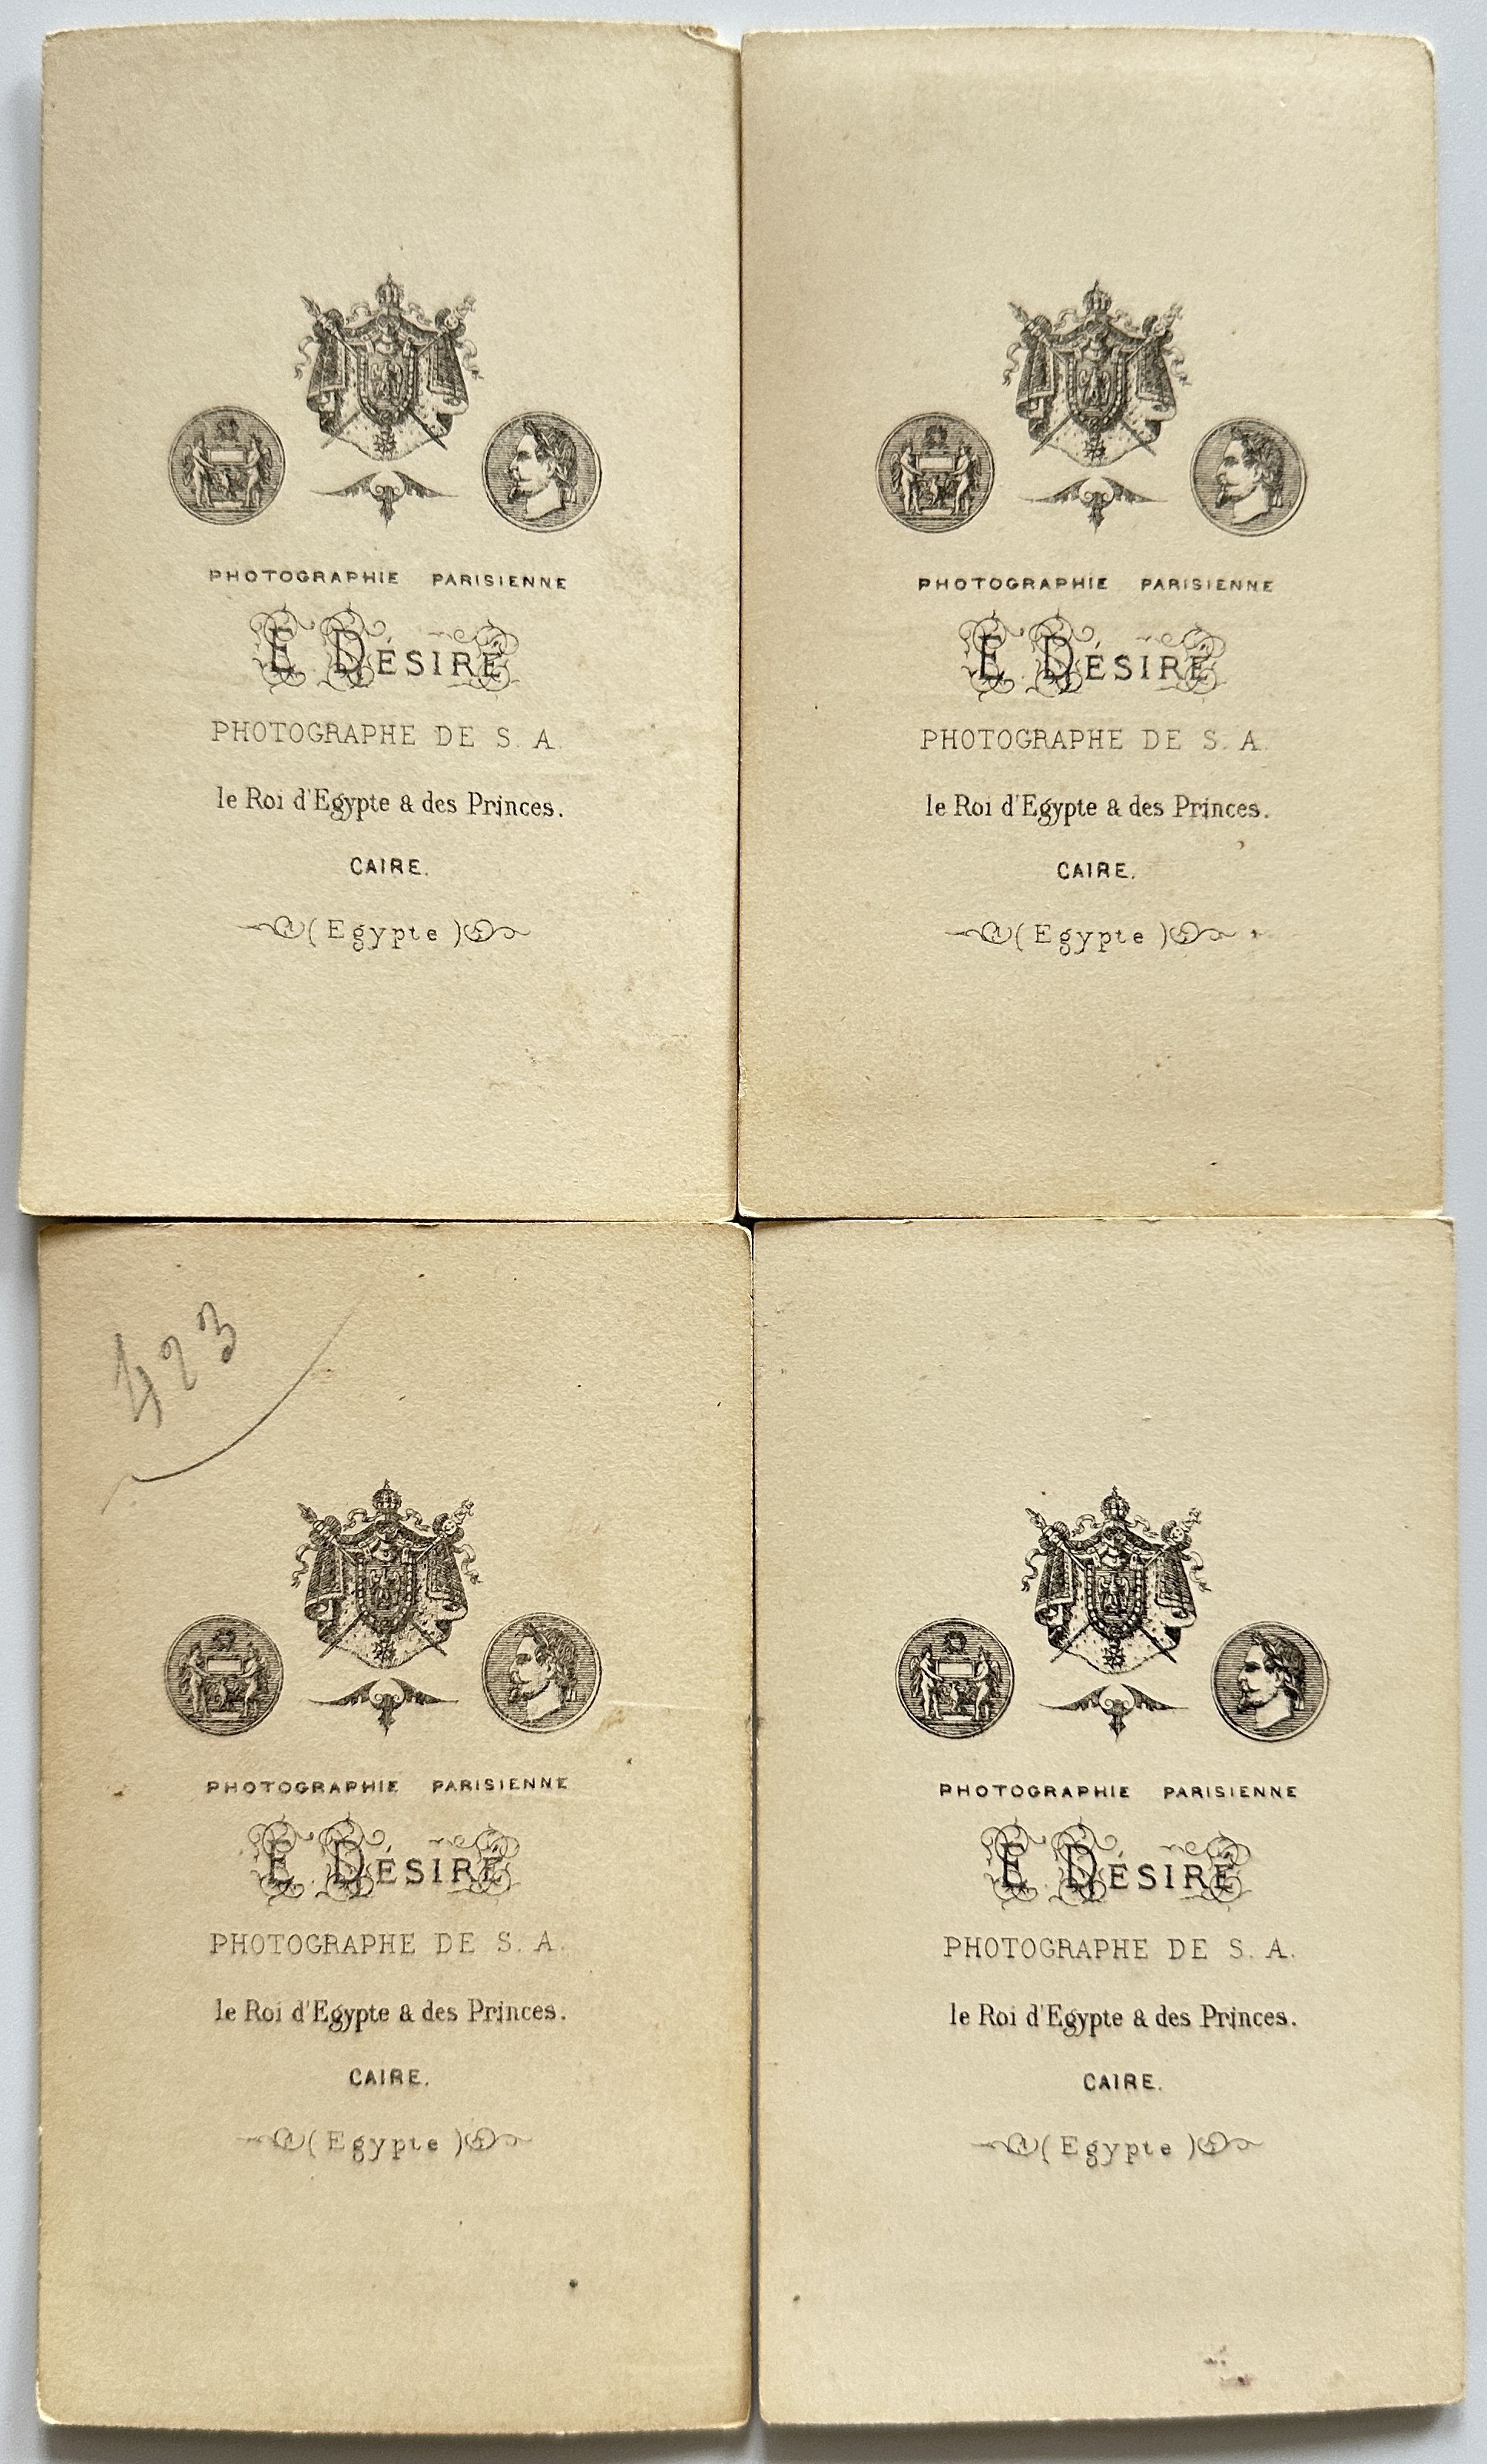 PHOTOGRAPHIE PARISIENNE
E. DÉSIRÉ
PHOTOGRAPHE DE S. A.
le Roi d'Egypte & des Princes.
CAIRE.
(Egypte)
PHOTOGRAPHIE PARISIENNE
E. DÉSIRÉ
PHOTOGRAPHE DE S. A.
le Roi d'Egypte & des Princes.
CAIRE.
(Egypte)
423
PHOTOGRAPHIE PARISIENNE
E. DÉSIRÉ
PHOTOGRAPHE DE S. A.
le Roi d'Egypte & des Princes.
CAIRE.
(Egypte)
PHOTOGRAPHIE PARISIENNE
E. DÉSIRÉ
PHOTOGRAPHE DE S. A.
le Roi d'Egypte & des Princes.
CAIRE.
(Egypte)